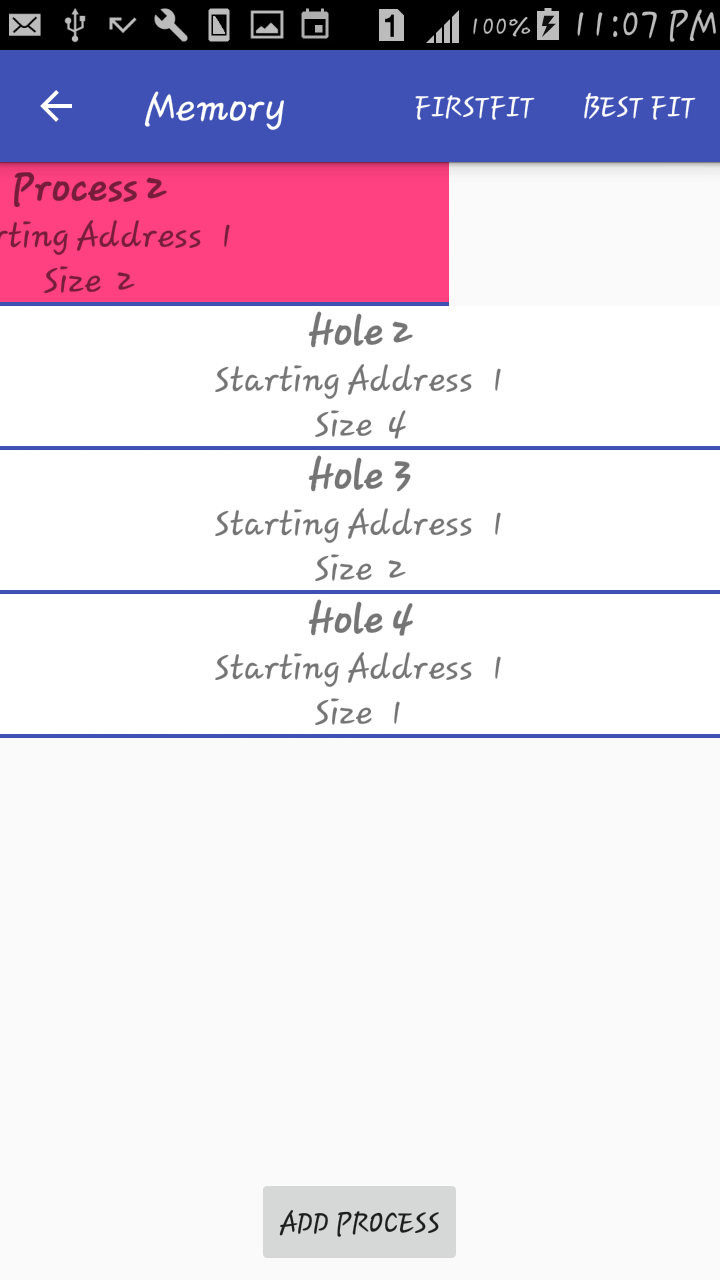 1 100% 11:07 PM
Memory FIRSTFIT BEST FIT
Process 2
rting Address 1
Size 2
Hole 2
Starting Address 1
Size 4
Hole 3
Starting Address 1
Size 2
Hole 4
Starting Address 1
Size 1
ADD PROCESS